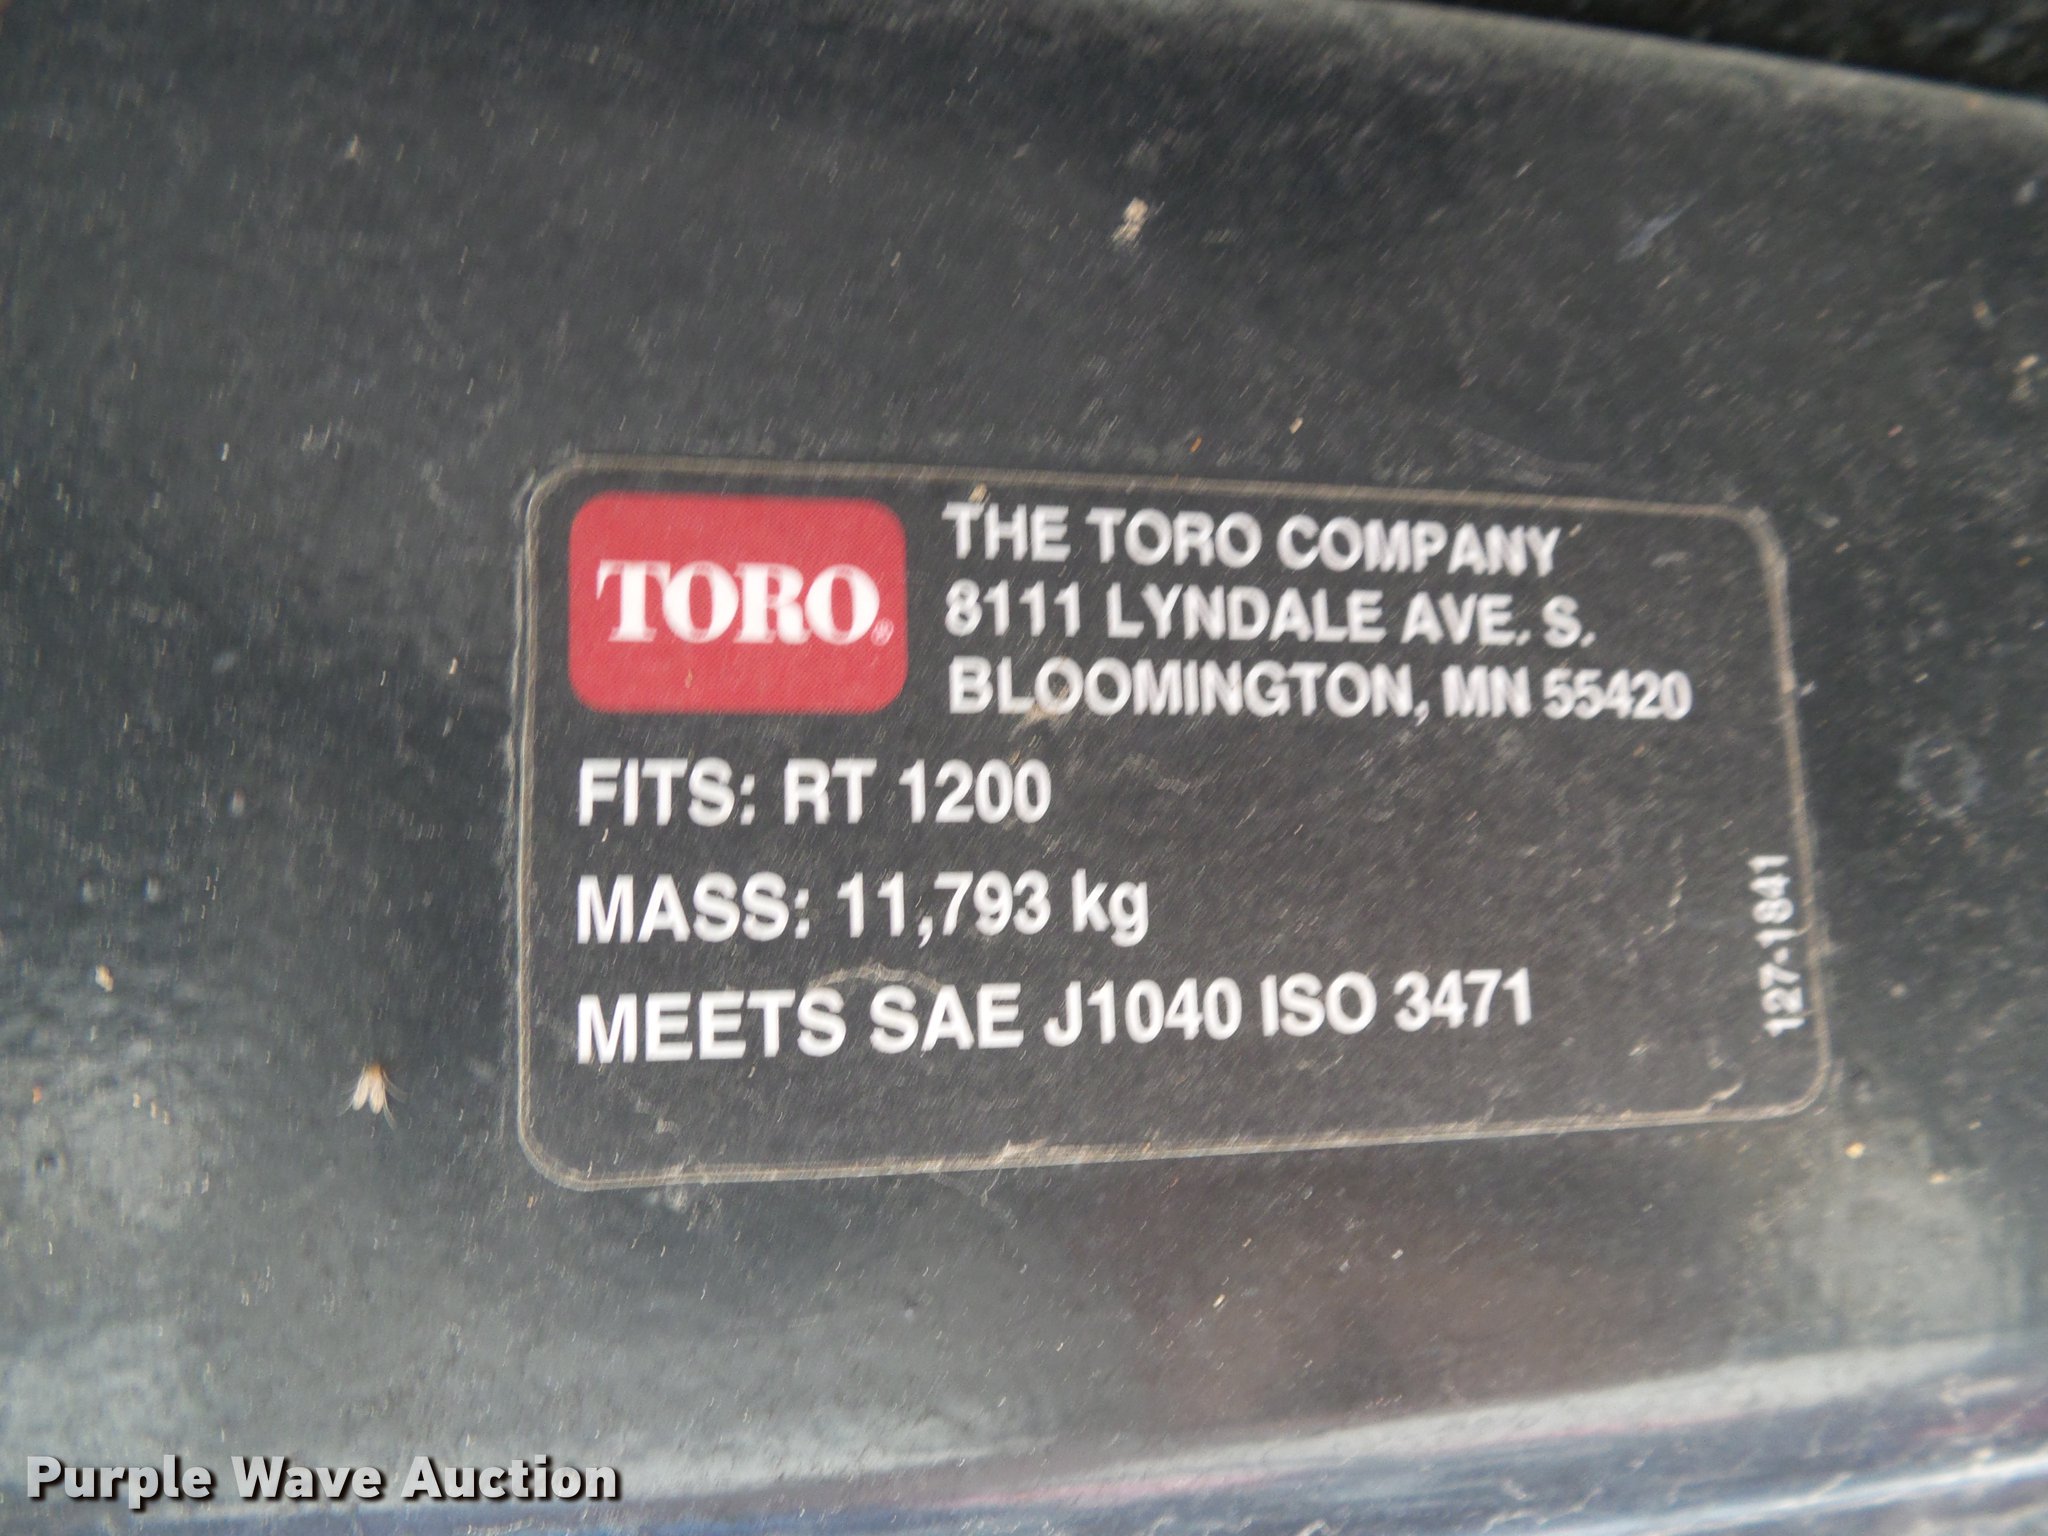 TORO®
THE TORO COMPANY
8111 LYNDALE AVE. S.
BLOOMINGTON, MN 55420
FITS: RT 1200
MASS: 11,793 kg
MEETS SAE J1040 ISO 3471
127-1841
Purple Wave Auction